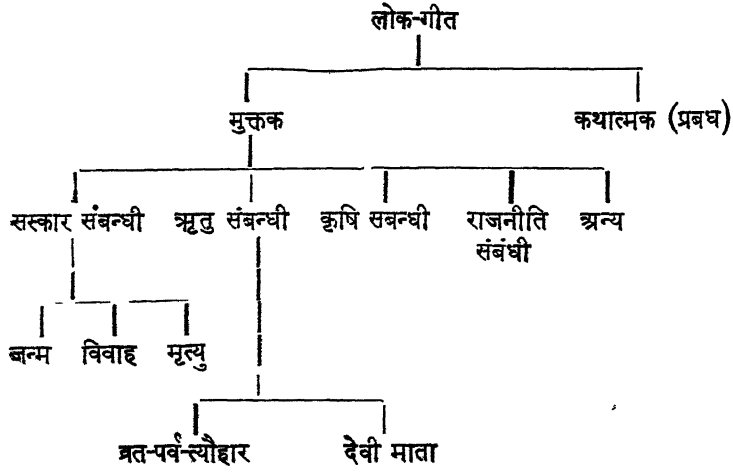 लोक-गीत
मुक्तक कथात्मक (प्रबध)
सस्कार संबन्धी ऋतु संबन्धी कृषि सबन्धी राजनीति संबंधी अन्य
जन्म विवाह मृत्यु
व्रत-पर्व-त्यौहार देवी माता